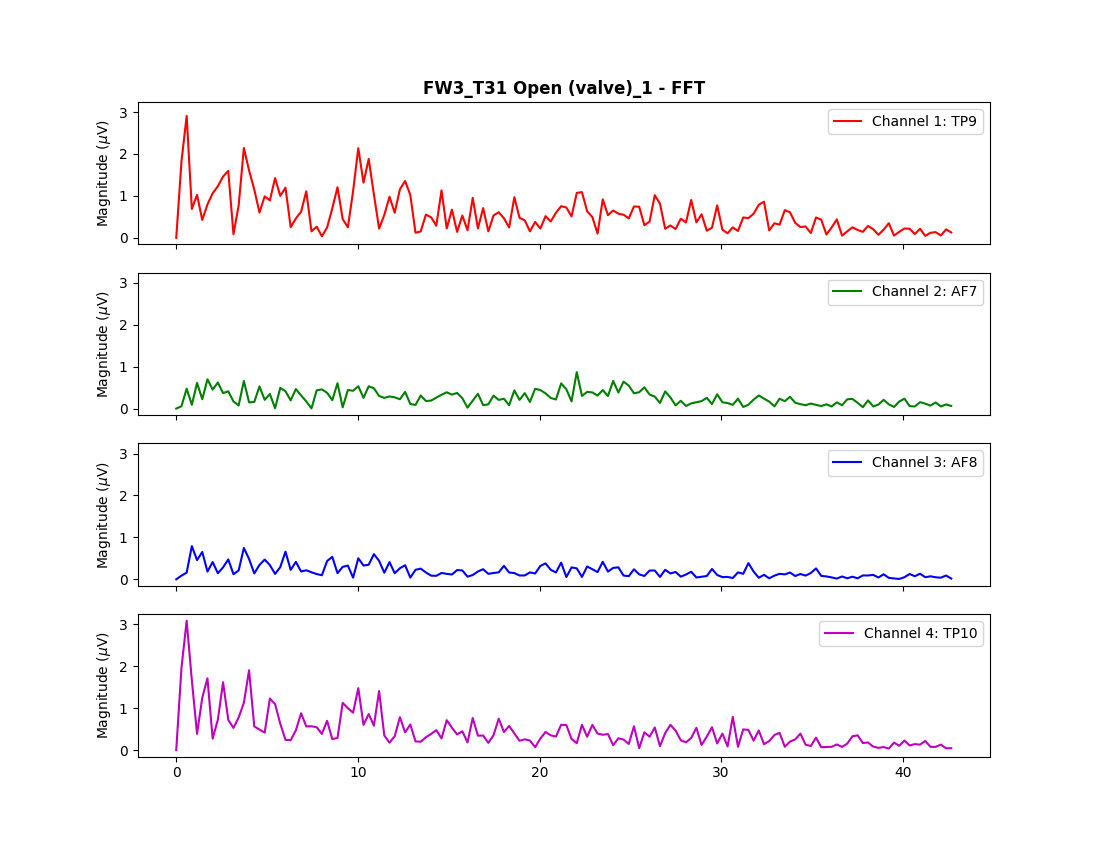 FW3_T31 Open (valve)_1 - FFT
3
2
1
0
Magnitude (μV)
Channel 1: TP9
3
2
1
0
Magnitude (μV)
Channel 2: AF7
3
2
1
0
Magnitude (μV)
Channel 3: AF8
3
2
1
0
Magnitude (μV)
Channel 4: TP10
0 10 20 30 40